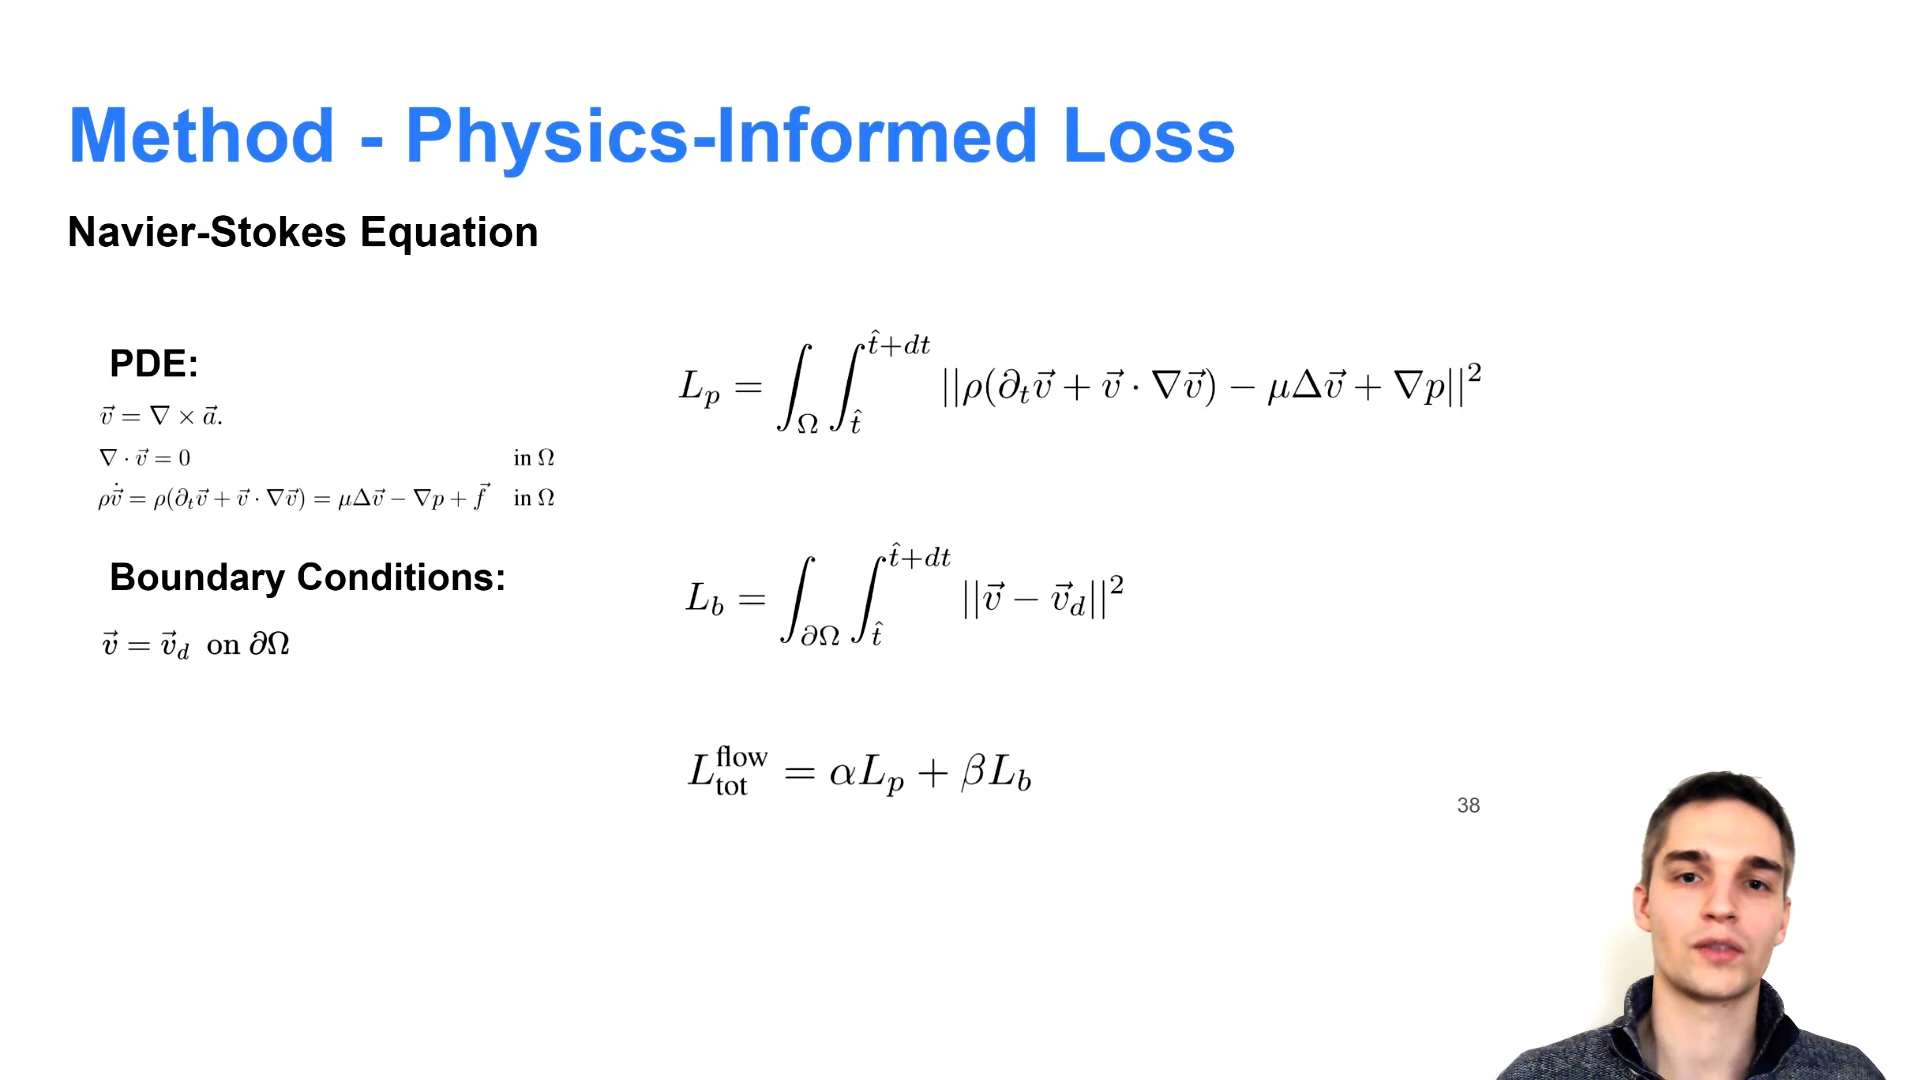 Method - Physics-Informed Loss
Navier-Stokes Equation
PDE:
$\vec{v} = \nabla \times \vec{a}.$
$\nabla \cdot \vec{v} = 0$ in $\Omega$
$\rho\dot{\vec{v}} = \rho(\partial_t\vec{v} + \vec{v} \cdot \nabla\vec{v}) = \mu\Delta\vec{v} - \nabla p + \vec{f}$ in $\Omega$
Boundary Conditions:
$\vec{v} = \vec{v}_d$ on $\partial\Omega$
$L_p = \int_{\Omega} \int_{\hat{t}}^{\hat{t}+dt} ||\rho(\partial_t\vec{v} + \vec{v} \cdot \nabla\vec{v}) - \mu\Delta\vec{v} + \nabla p||^2$
$L_b = \int_{\partial\Omega} \int_{\hat{t}}^{\hat{t}+dt} ||\vec{v} - \vec{v}_d||^2$
$L_{\text{tot}}^{\text{flow}} = \alpha L_p + \beta L_b$
38